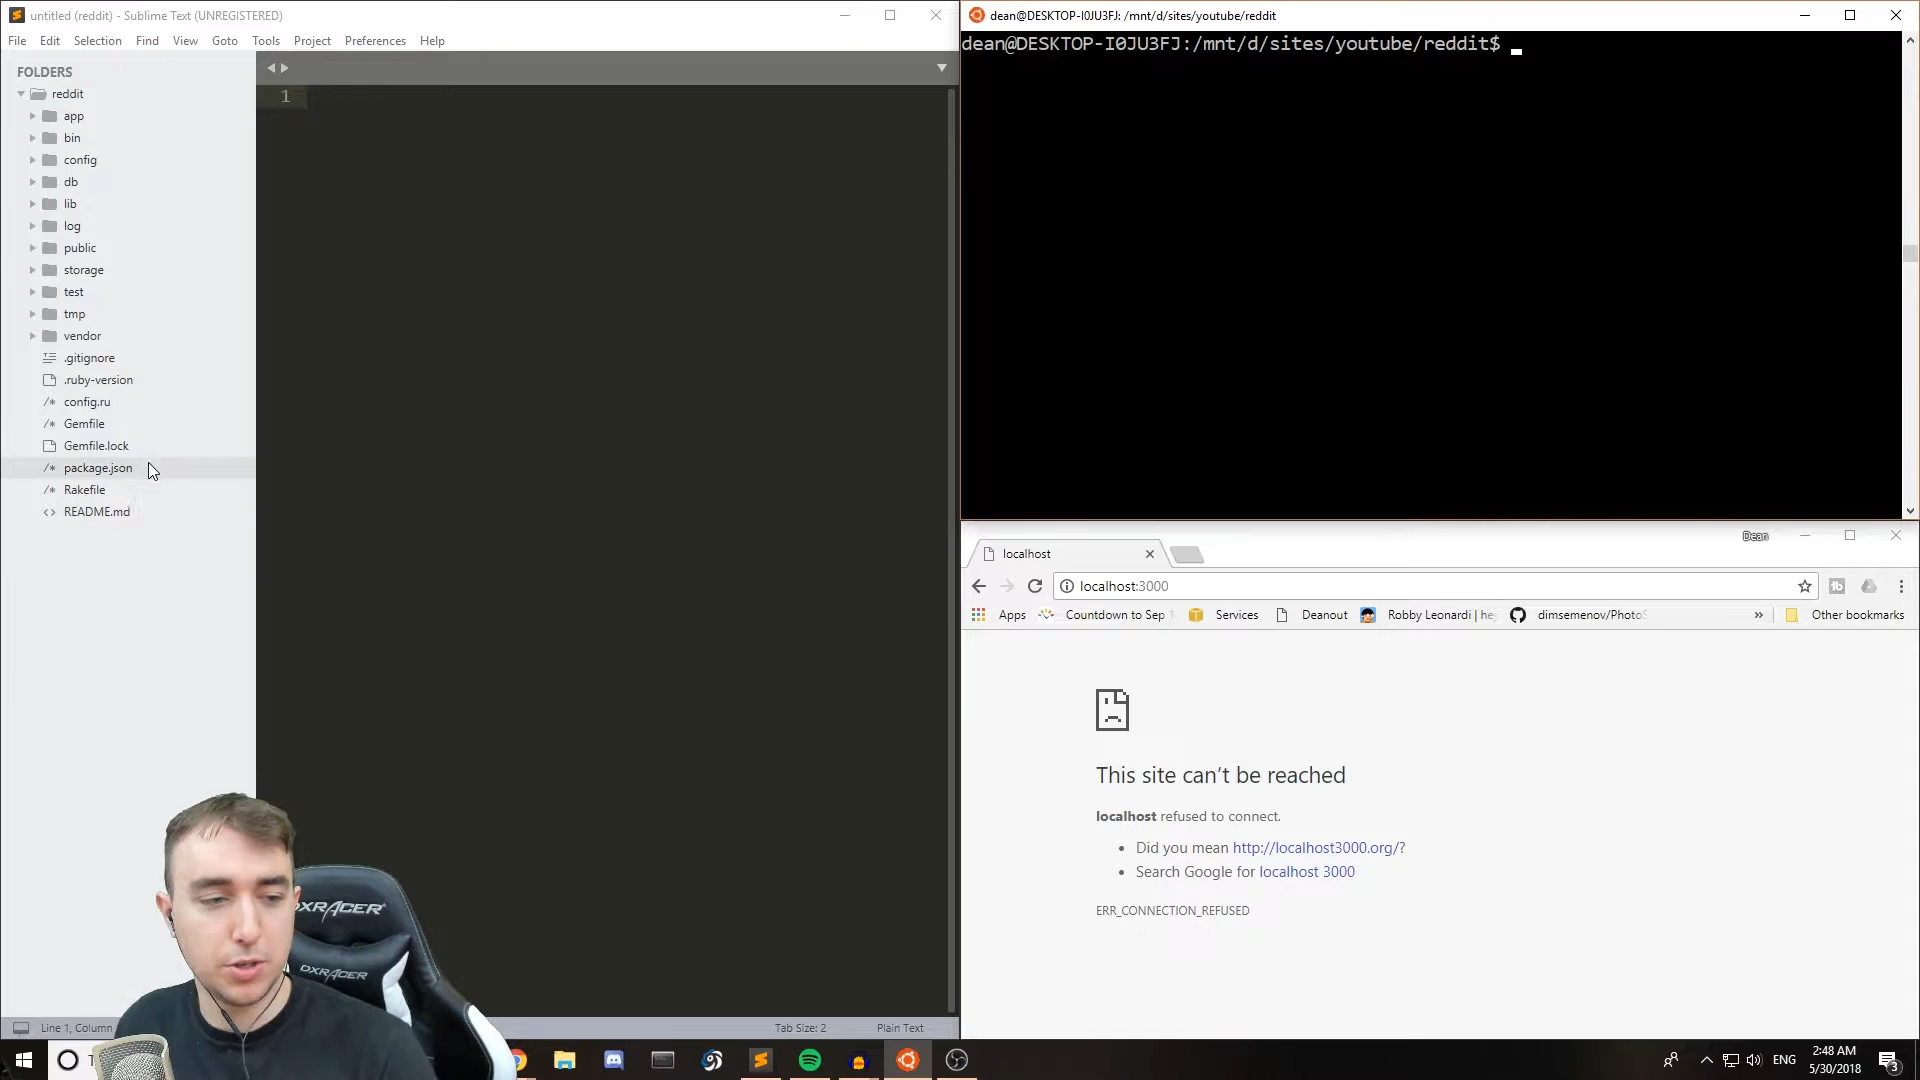 untitled (reddit) - Sublime Text (UNREGISTERED)
File Edit Selection Find View Goto Tools Project Preferences Help
FOLDERS
reddit
app
bin
config
db
lib
log
public
storage
test
tmp
vendor
.gitignore
.ruby-version
config.ru
Gemfile
Gemfile.lock
package.json
Rakefile
README.md
1
Line 1, Column
Tab Size: 2
Plain Text
dean@DESKTOP-I0JU3FJ: /mnt/d/sites/youtube/reddit
dean@DESKTOP-I0JU3FJ:/mnt/d/sites/youtube/reddit$
Dean
localhost
localhost:3000
Apps Countdown to Sep 1 Services Deanout Robby Leonardi | he dimsemenov/PhotoS » Other bookmarks
This site can't be reached
localhost refused to connect.
• Did you mean http://localhost3000.org/?
• Search Google for localhost 3000
ERR_CONNECTION_REFUSED
DXRACER
DXRACER
T
ENG
2:48 AM
5/30/2018
3